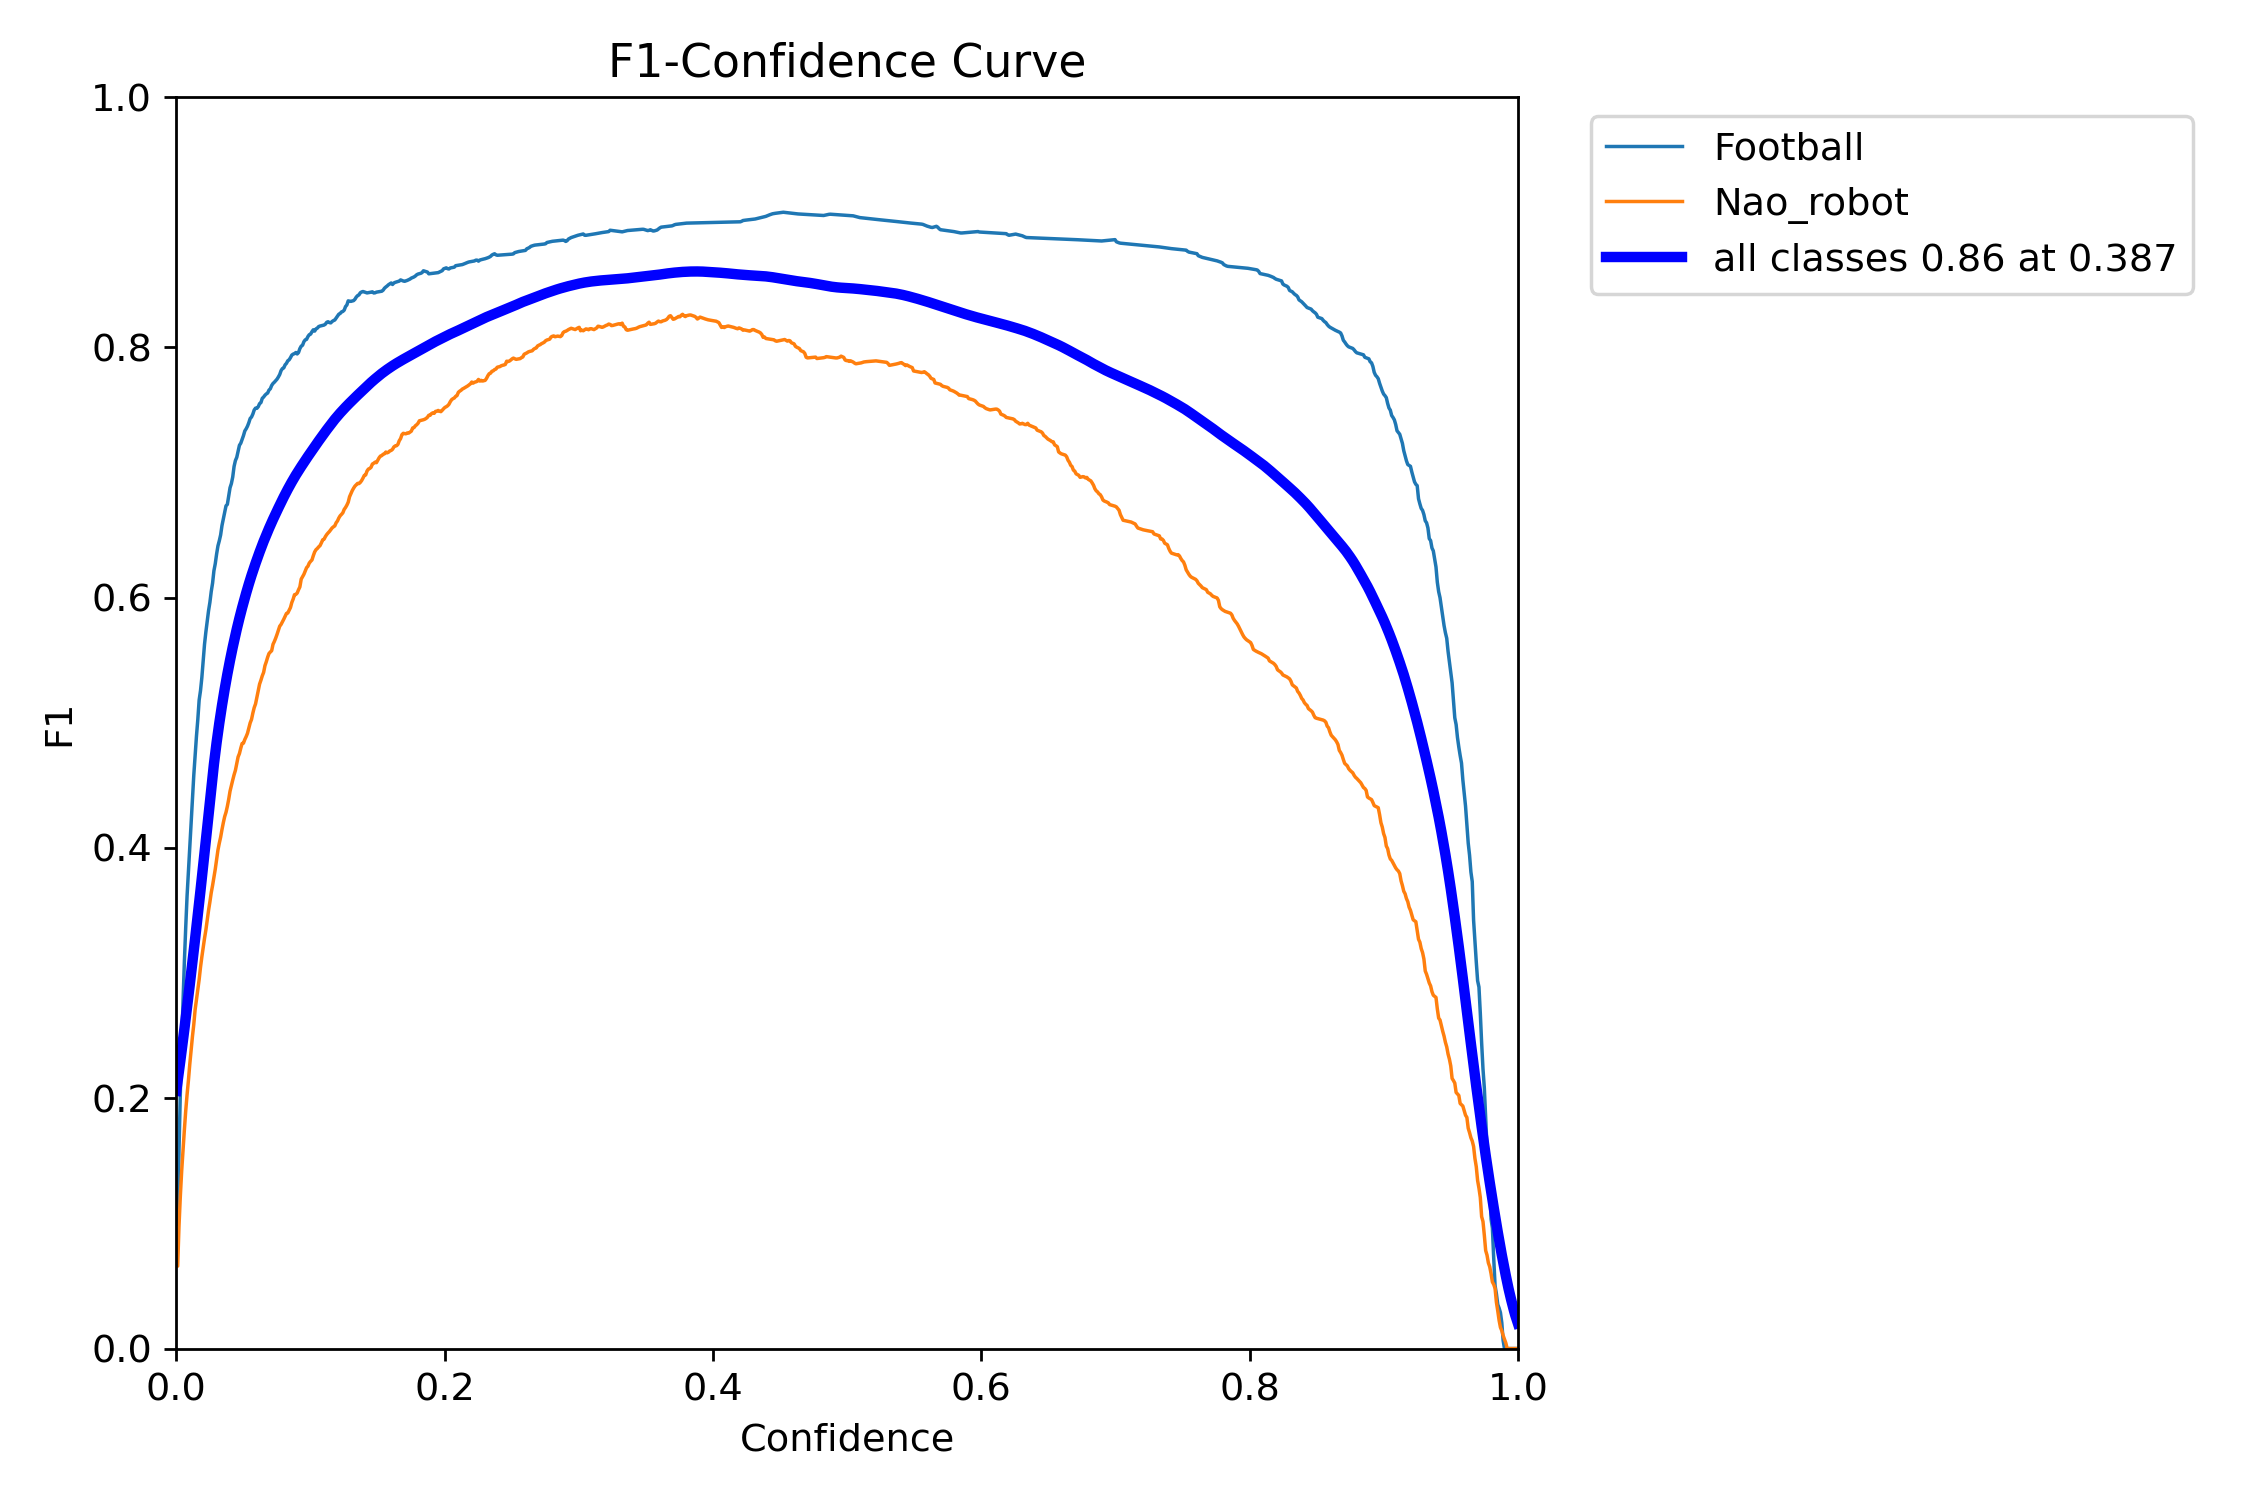 F1-Confidence Curve
1.0
0.8
0.6
0.4
0.2
0.0
F1
0.0 0.2 0.4 0.6 0.8 1.0
Confidence
Football
Nao_robot
all classes 0.86 at 0.387